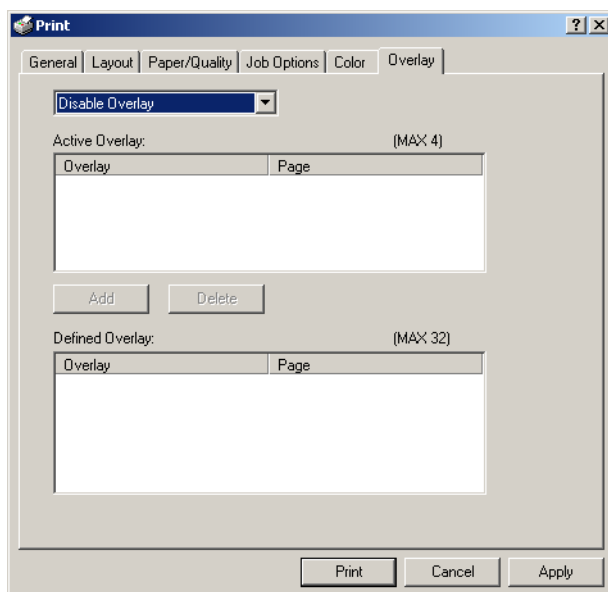 Print
General Layout Paper/Quality Job Options Color Overlay
Disable Overlay
Active Overlay: (MAX 4)
Overlay Page
Add Delete
Defined Overlay: (MAX 32)
Overlay Page
Print Cancel Apply